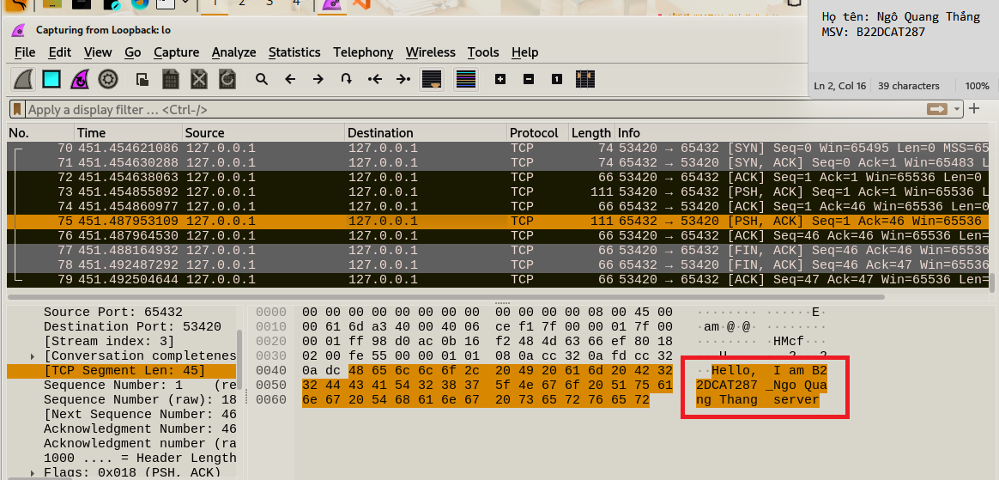 1 2 3 4
Họ tên: Ngô Quang Thắng
MSV: B22DCAT287
Ln 2, Col 16 39 characters 100%
Capturing from Loopback: lo
File Edit View Go Capture Analyze Statistics Telephony Wireless Tools Help
Apply a display filter … <Ctrl-/>
No. Time Source Destination Protocol Length Info
70 451.454621086 127.0.0.1 127.0.0.1 TCP 74 53420 → 65432 [SYN] Seq=0 Win=65495 Len=0 MSS=65
71 451.454630288 127.0.0.1 127.0.0.1 TCP 74 65432 → 53420 [SYN, ACK] Seq=0 Ack=1 Win=65483 L
72 451.454638063 127.0.0.1 127.0.0.1 TCP 66 53420 → 65432 [ACK] Seq=1 Ack=1 Win=65536 Len=0
73 451.454855892 127.0.0.1 127.0.0.1 TCP 111 53420 → 65432 [PSH, ACK] Seq=1 Ack=1 Win=65536 L
74 451.454860977 127.0.0.1 127.0.0.1 TCP 66 65432 → 53420 [ACK] Seq=1 Ack=46 Win=65536 Len=0
75 451.487953109 127.0.0.1 127.0.0.1 TCP 111 65432 → 53420 [PSH, ACK] Seq=1 Ack=46 Win=65536
76 451.487964530 127.0.0.1 127.0.0.1 TCP 66 53420 → 65432 [ACK] Seq=46 Ack=46 Win=65536 Len=
77 451.488164932 127.0.0.1 127.0.0.1 TCP 66 65432 → 53420 [FIN, ACK] Seq=46 Ack=46 Win=65536
78 451.492487292 127.0.0.1 127.0.0.1 TCP 66 53420 → 65432 [FIN, ACK] Seq=46 Ack=47 Win=65536
79 451.492504644 127.0.0.1 127.0.0.1 TCP 66 65432 → 53420 [ACK] Seq=47 Ack=47 Win=65536 Len=
Source Port: 65432
Destination Port: 53420
[Stream index: 3]
[Conversation completenes
[TCP Segment Len: 45]
Sequence Number: 1 (re
Sequence Number (raw): 18
[Next Sequence Number: 46
Acknowledgment Number: 46
Acknowledgment number (ra
1000 .... = Header Length
Flags: 0x018 (PSH, ACK)
0000 00 00 00 00 00 00 00 00 00 00 00 00 08 00 45 00 ········ ······E·
0010 00 61 6d a3 40 00 40 06 ce f1 7f 00 00 01 7f 00 ·am·@·@· ········
0020 00 01 ff 98 d0 ac 0b 16 f2 48 4d 63 66 ef 80 18 ········ ·HMcf···
0030 02 00 fe 55 00 00 01 01 08 0a cc 32 0a fd cc 32 ···U···· ···2···2
0040 0a dc 48 65 6c 6c 6f 2c 20 49 20 61 6d 20 42 32 ··Hello, I am B2
0050 32 44 43 41 54 32 38 37 5f 4e 67 6f 20 51 75 61 2DCAT287 _Ngo Qua
0060 6e 67 20 54 68 61 6e 67 20 73 65 72 76 65 72 ng Thang server